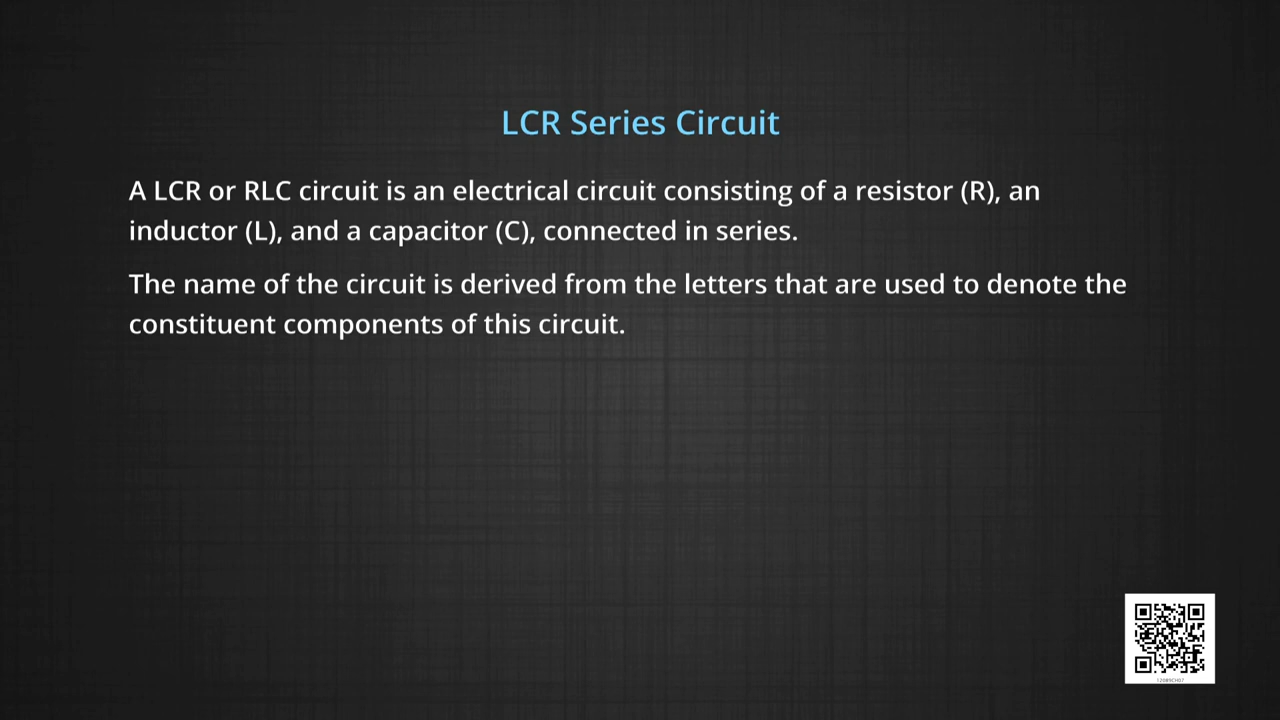 LCR Series Circuit
A LCR or RLC circuit is an electrical circuit consisting of a resistor (R), an
inductor (L), and a capacitor (C), connected in series.
The name of the circuit is derived from the letters that are used to denote the
constituent components of this circuit.